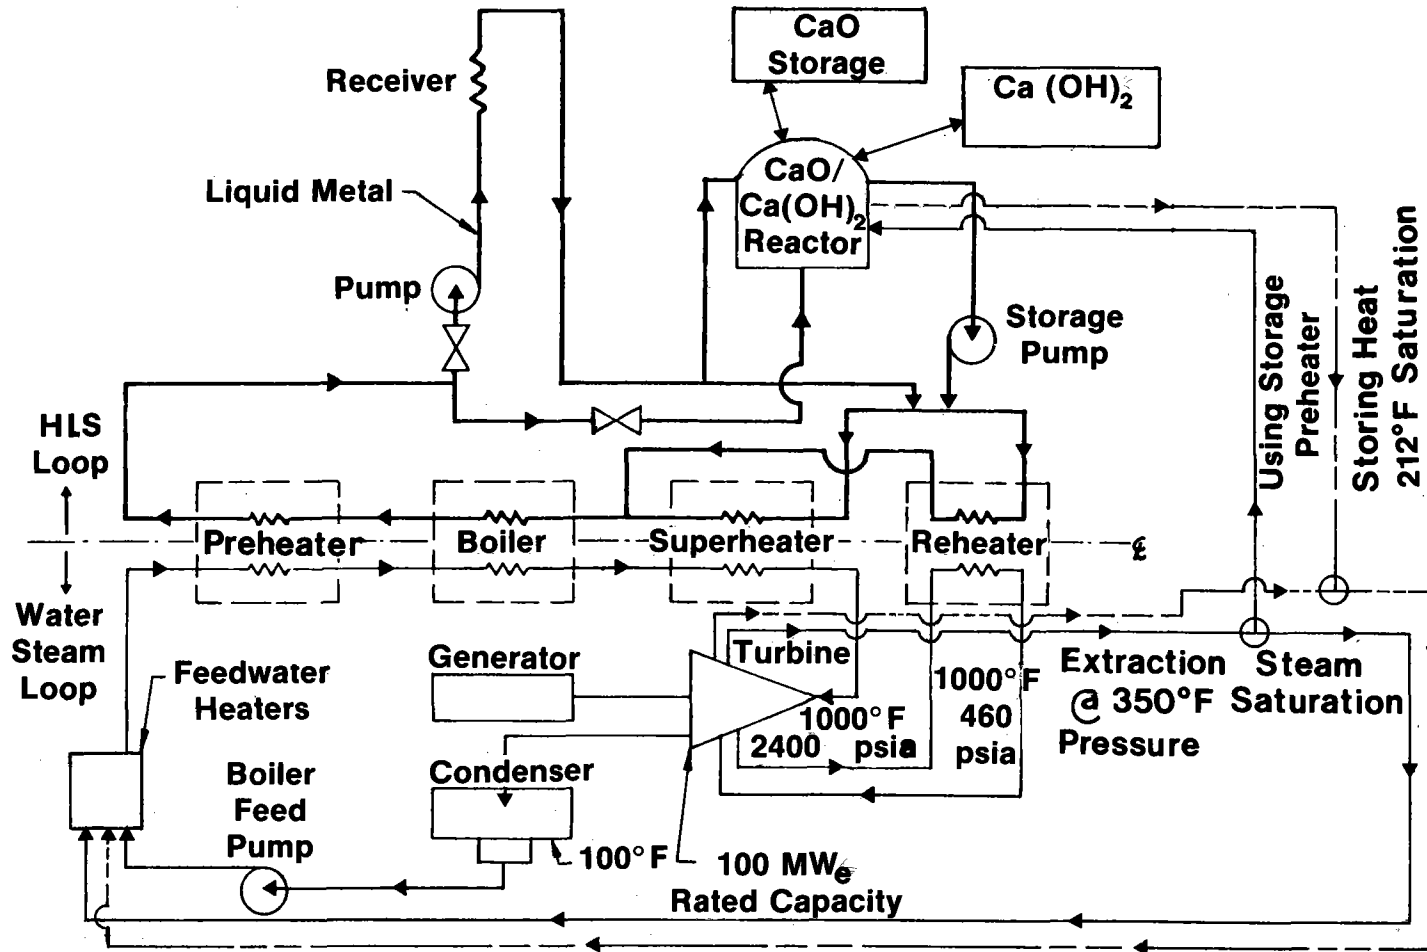 CaO
Storage
Ca (OH)₂
Receiver
CaO/
Ca(OH)₂
Reactor
Liquid Metal
Pump
Storage
Pump
Using Storage
Preheater
Storing Heat
212°F Saturation
HLS
Loop
Preheater
Boiler
Superheater
Reheater
℄
Water
Steam
Loop
Feedwater
Heaters
Generator
Turbine
1000°F
2400 psia
1000°F
460
psia
Extraction Steam
@ 350°F Saturation
Pressure
Boiler
Feed
Pump
Condenser
100°F
100 MWe
Rated Capacity